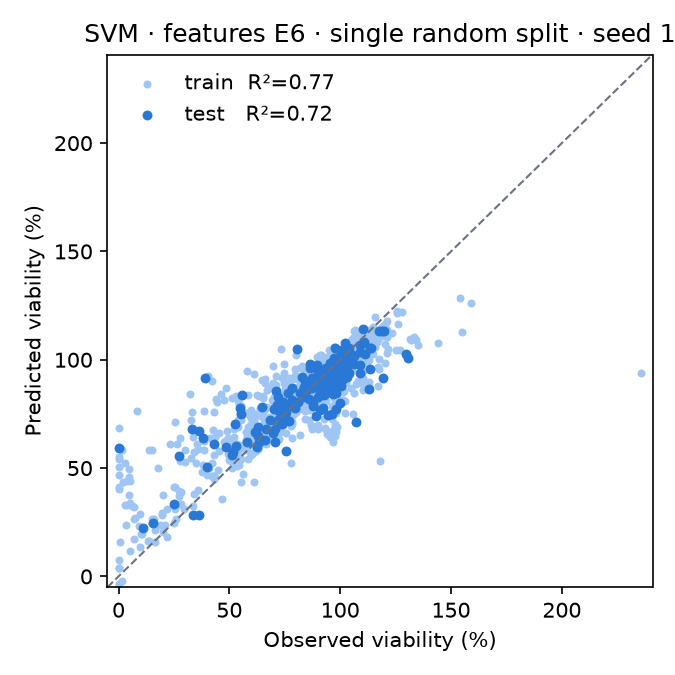 SVM · features E6 · single random split · seed 1
train R²=0.77
test R²=0.72
200
150
100
50
0
Predicted viability (%)
0 50 100 150 200
Observed viability (%)